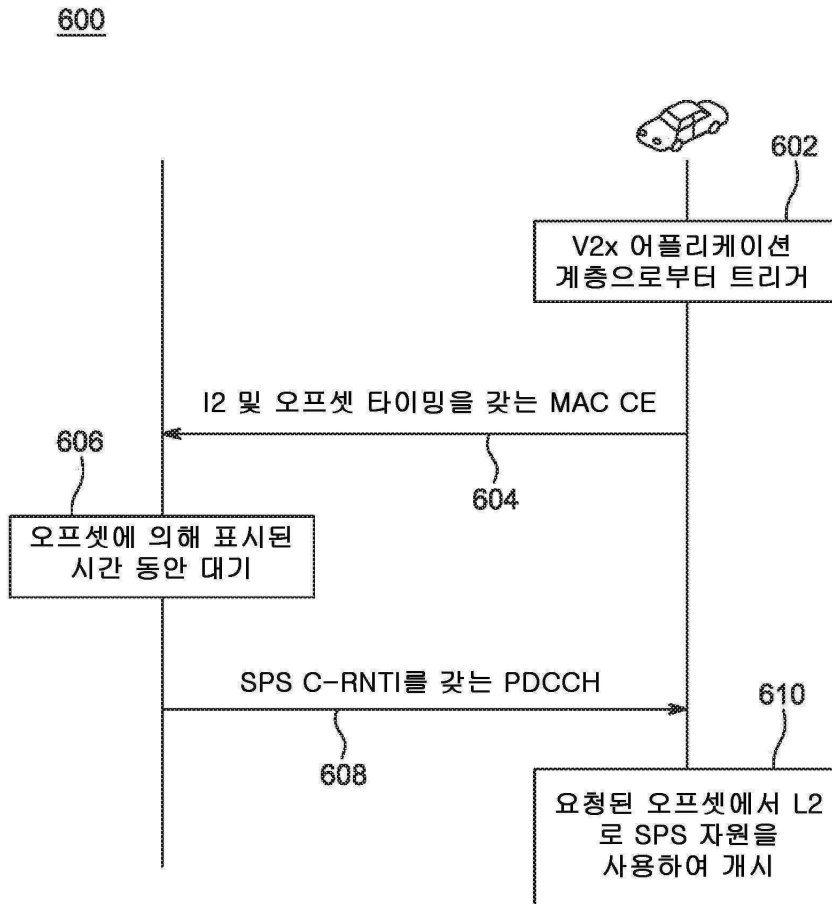 600
602
V2x 어플리케이션
계층으로부터 트리거
I2 및 오프셋 타이밍을 갖는 MAC CE
604
606
오프셋에 의해 표시된
시간 동안 대기
SPS C-RNTI를 갖는 PDCCH
608
610
요청된 오프셋에서 L2
로 SPS 자원을
사용하여 개시